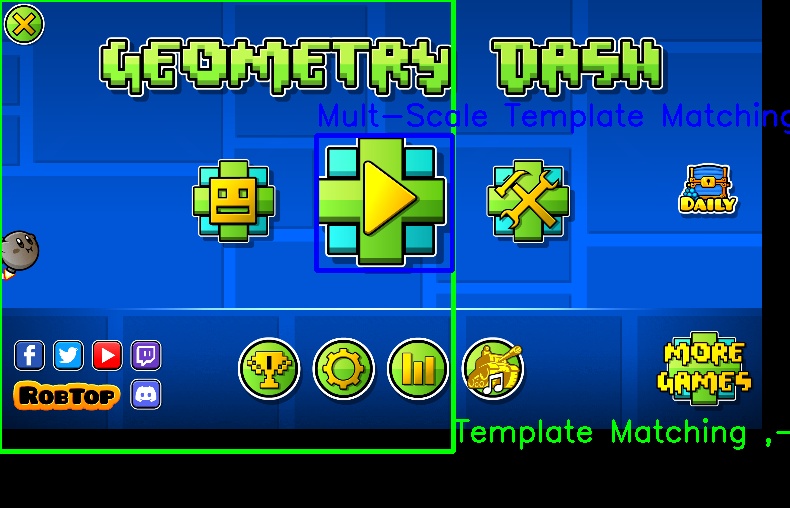 GEOMETRY DASH
Mult-Scale Template Matching
DAILY
ROBTOP
MORE
GAMES
Template Matching ,-